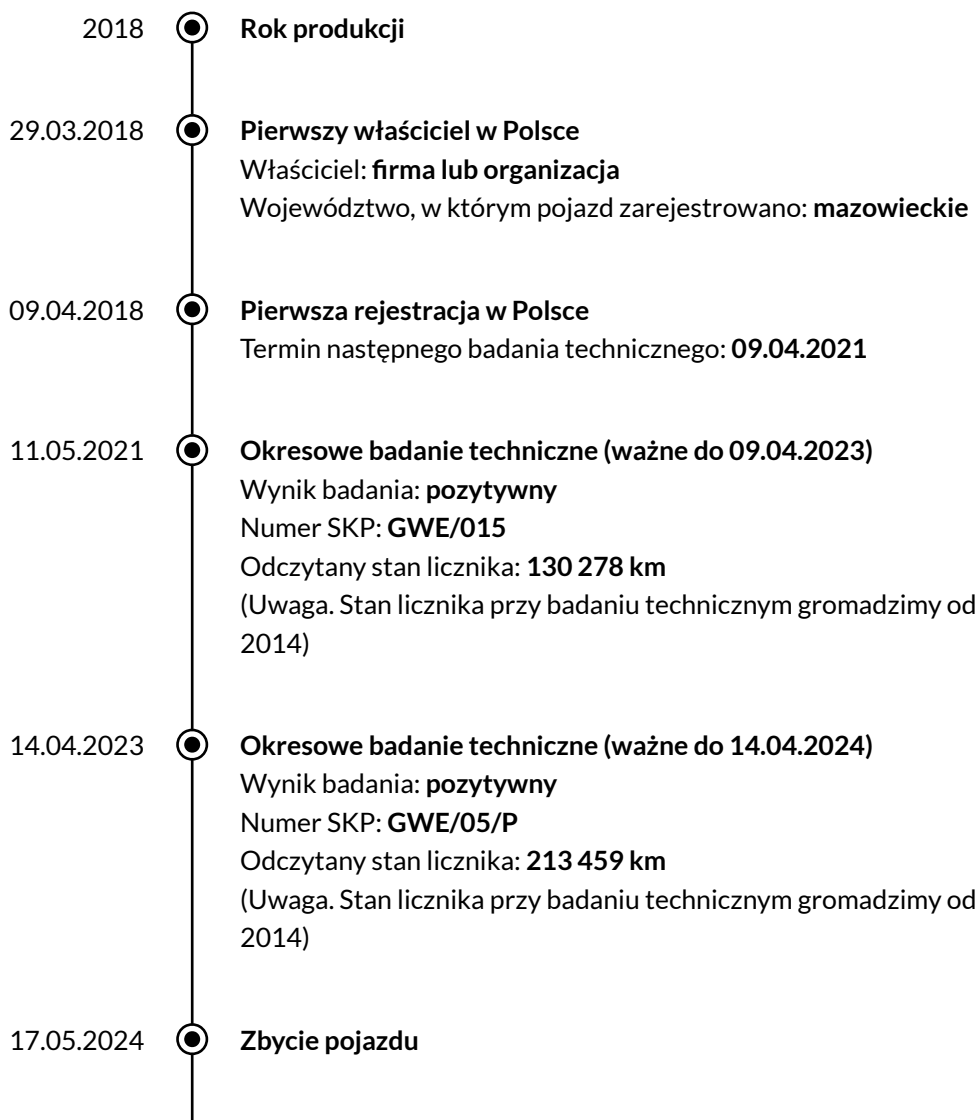 2018 Rok produkcji
29.03.2018 Pierwszy właściciel w Polsce
Właściciel: firma lub organizacja
Województwo, w którym pojazd zarejestrowano: mazowieckie
09.04.2018 Pierwsza rejestracja w Polsce
Termin następnego badania technicznego: 09.04.2021
11.05.2021 Okresowe badanie techniczne (ważne do 09.04.2023)
Wynik badania: pozytywny
Numer SKP: GWE/015
Odczytany stan licznika: 130 278 km
(Uwaga. Stan licznika przy badaniu technicznym gromadzimy od
2014)
14.04.2023 Okresowe badanie techniczne (ważne do 14.04.2024)
Wynik badania: pozytywny
Numer SKP: GWE/05/P
Odczytany stan licznika: 213 459 km
(Uwaga. Stan licznika przy badaniu technicznym gromadzimy od
2014)
17.05.2024 Zbycie pojazdu